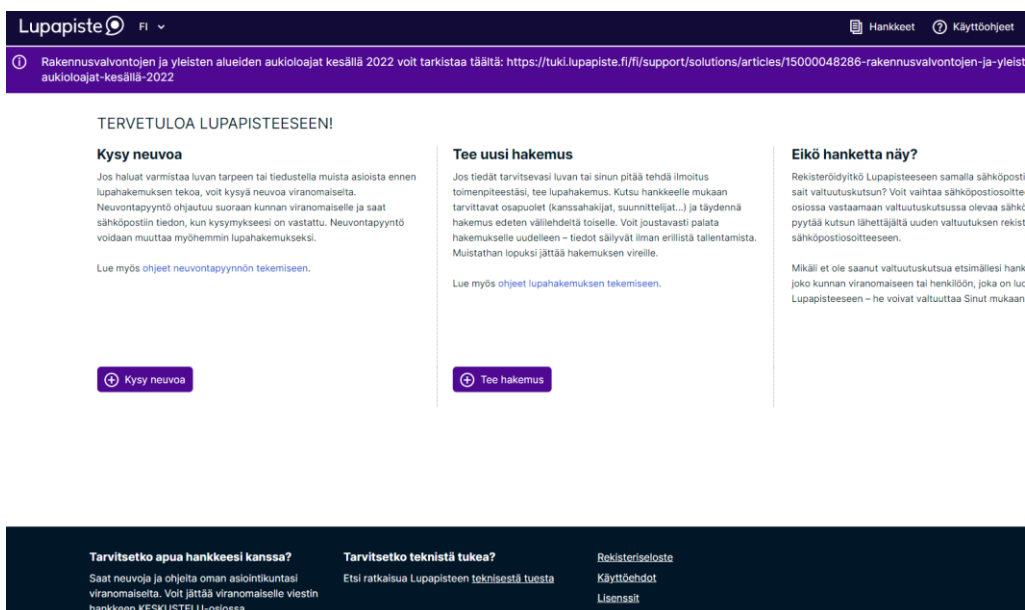 Lupapiste FI Hankkeet Käyttöohjeet
Rakennusvalvontojen ja yleisten alueiden aukioloajat kesällä 2022 voit tarkistaa täältä: https://tuki.lupapiste.fi/fi/support/solutions/articles/15000048286-rakennusvalvontojen-ja-yleist
aukioloajat-kesällä-2022
TERVETULOA LUPAPISTEESEEN!
Kysy neuvoa
Jos haluat varmistaa luvan tarpeen tai tiedustella muista asioista ennen
lupahakemuksen tekoa, voit kysyä neuvoa viranomaiselta.
Neuvontapyyntö ohjautuu suoraan kunnan viranomaiselle ja saat
sähköpostiin tiedon, kun kysymykseesi on vastattu. Neuvontapyyntö
voidaan muuttaa myöhemmin lupahakemukseksi.
Lue myös ohjeet neuvontapyynnön tekemiseen.
Kysy neuvoa
Tee uusi hakemus
Jos tiedät tarvitsevasi luvan tai sinun pitää tehdä ilmoitus
toimenpiteestäsi, tee lupahakemus. Kutsu hankkeelle mukaan
tarvittavat osapuolet (kanssahakijat, suunnittelijat...) ja täydennä
hakemus edeten välilehdeltä toiselle. Voit joustavasti palata
hakemukselle uudelleen – tiedot säilyvät ilman erillistä tallentamista.
Muistathan lopuksi jättää hakemuksen vireille.
Lue myös ohjeet lupahakemuksen tekemiseen.
Tee hakemus
Eikö hanketta näy?
Rekisteröidyitkö Lupapisteeseen samalla sähköposti
sait valtuutuskutsun? Voit vaihtaa sähköpostiosoittee
osiossa vastaamaan valtuutuskutsussa olevaa sähkö
pyytää kutsun lähettäjältä uuden valtuutuksen rekist
sähköpostiosoitteeseen.
Mikäli et ole saanut valtuutuskutsua etsimällesi hank
joko kunnan viranomaiseen tai henkilöön, joka on luo
Lupapisteeseen – he voivat valtuuttaa Sinut mukaan
Tarvitsetko apua hankkeesi kanssa?
Saat neuvoja ja ohjeita oman asiointikuntasi
viranomaiselta. Voit jättää viranomaiselle viestin
hankkeen KESKUSTELU-osiossa
Tarvitsetko teknistä tukea?
Etsi ratkaisua Lupapisteen teknisestä tuesta
Rekisteriseloste
Käyttöehdot
Lisenssit